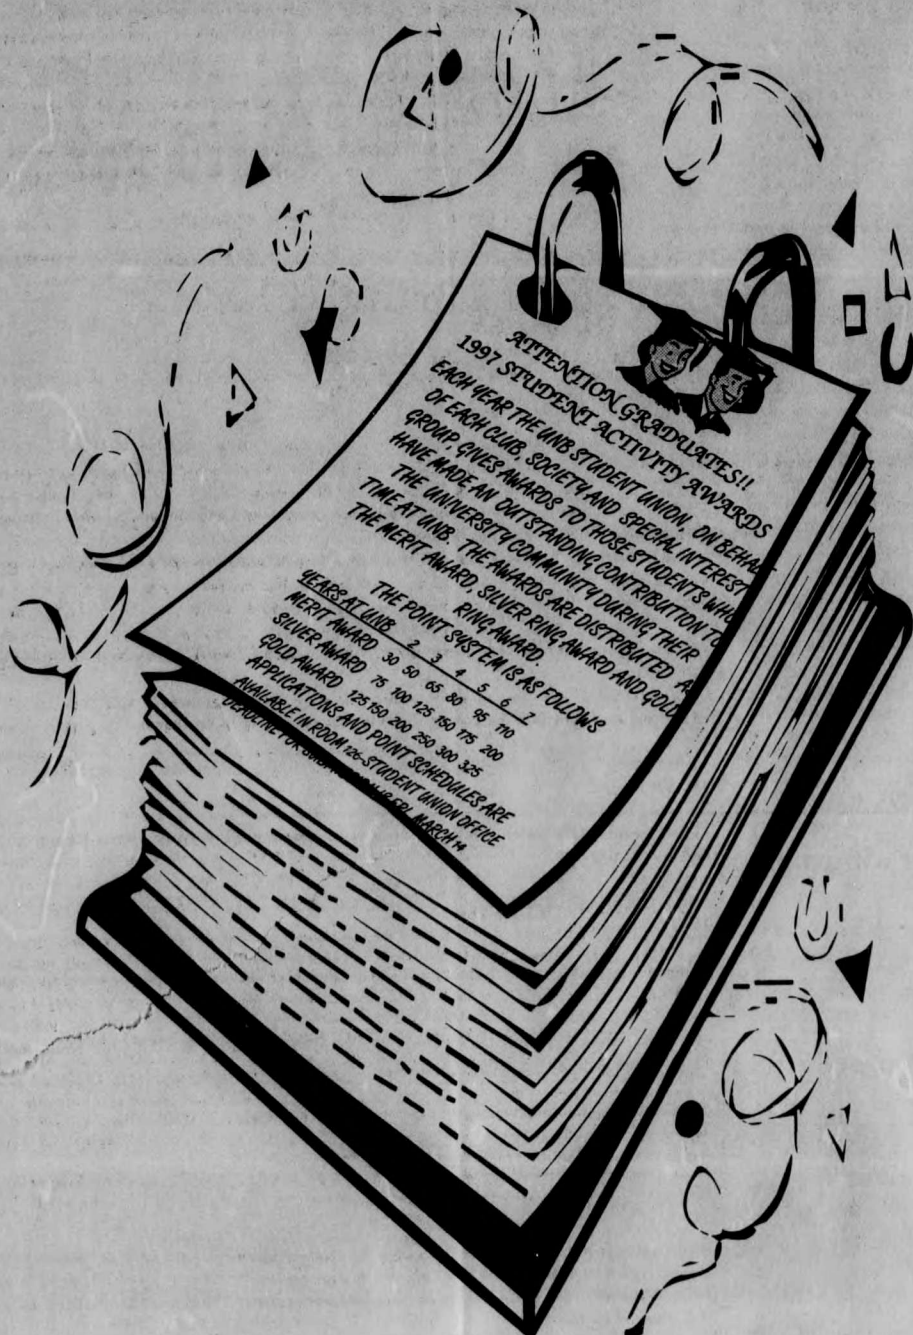 ATTENTION GRADUATES!!
1997 STUDENT ACTIVITY AWARDS
EACH YEAR THE UNB STUDENT UNION, ON BEHALF
OF EACH CLUB, SOCIETY AND SPECIAL INTEREST
GROUP, GIVES AWARDS TO THOSE STUDENTS WHO
HAVE MADE AN OUTSTANDING CONTRIBUTION TO
THE UNIVERSITY COMMUNITY DURING THEIR
TIME AT UNB. THE AWARDS ARE DISTRIBUTED AS
THE MERIT AWARD, SILVER RING AWARD AND GOLD
RING AWARD.
THE POINT SYSTEM IS AS FOLLOWS
YEARS AT UNB 2 3 4 5 6 7
MERIT AWARD 30 50 65 80 95 110
SILVER AWARD 75 100 125 150 175 200
GOLD AWARD 125 150 200 250 300 325
APPLICATIONS AND POINT SCHEDULES ARE
AVAILABLE IN ROOM 126-STUDENT UNION OFFICE
DEADLINE FOR FRI. MARCH 14